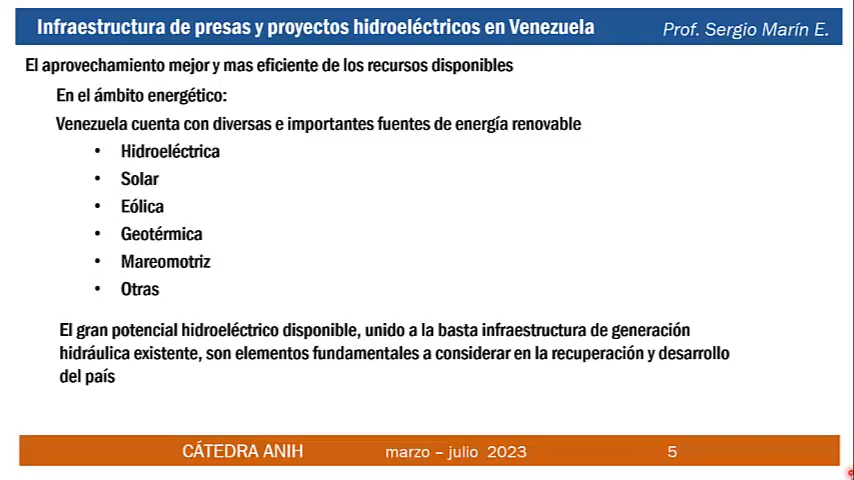 Infraestructura de presas y proyectos hidroeléctricos en Venezuela
Prof. Sergio Marín E.
El aprovechamiento mejor y mas eficiente de los recursos disponibles
En el ámbito energético:
Venezuela cuenta con diversas e importantes fuentes de energía renovable
• Hidroeléctrica
• Solar
• Eólica
• Geotérmica
• Mareomotriz
• Otras
El gran potencial hidroeléctrico disponible, unido a la basta infraestructura de generación
hidráulica existente, son elementos fundamentales a considerar en la recuperación y desarrollo
del país
CÁTEDRA ANIH
marzo – julio 2023
5